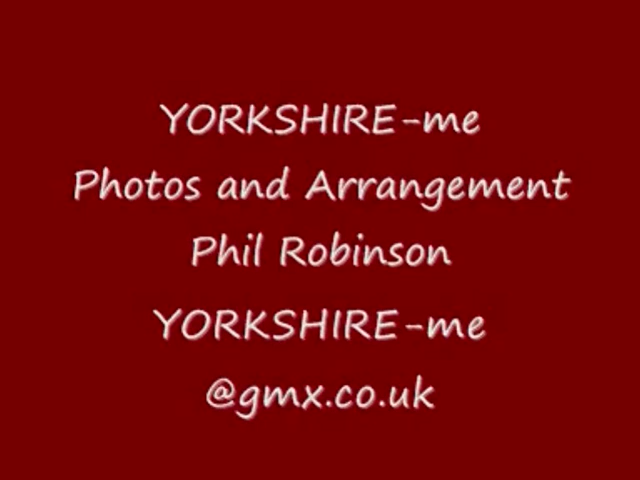 YORKSHIRE-me
Photos and Arrangement
Phil Robinson
YORKSHIRE-me
@gmx.co.uk